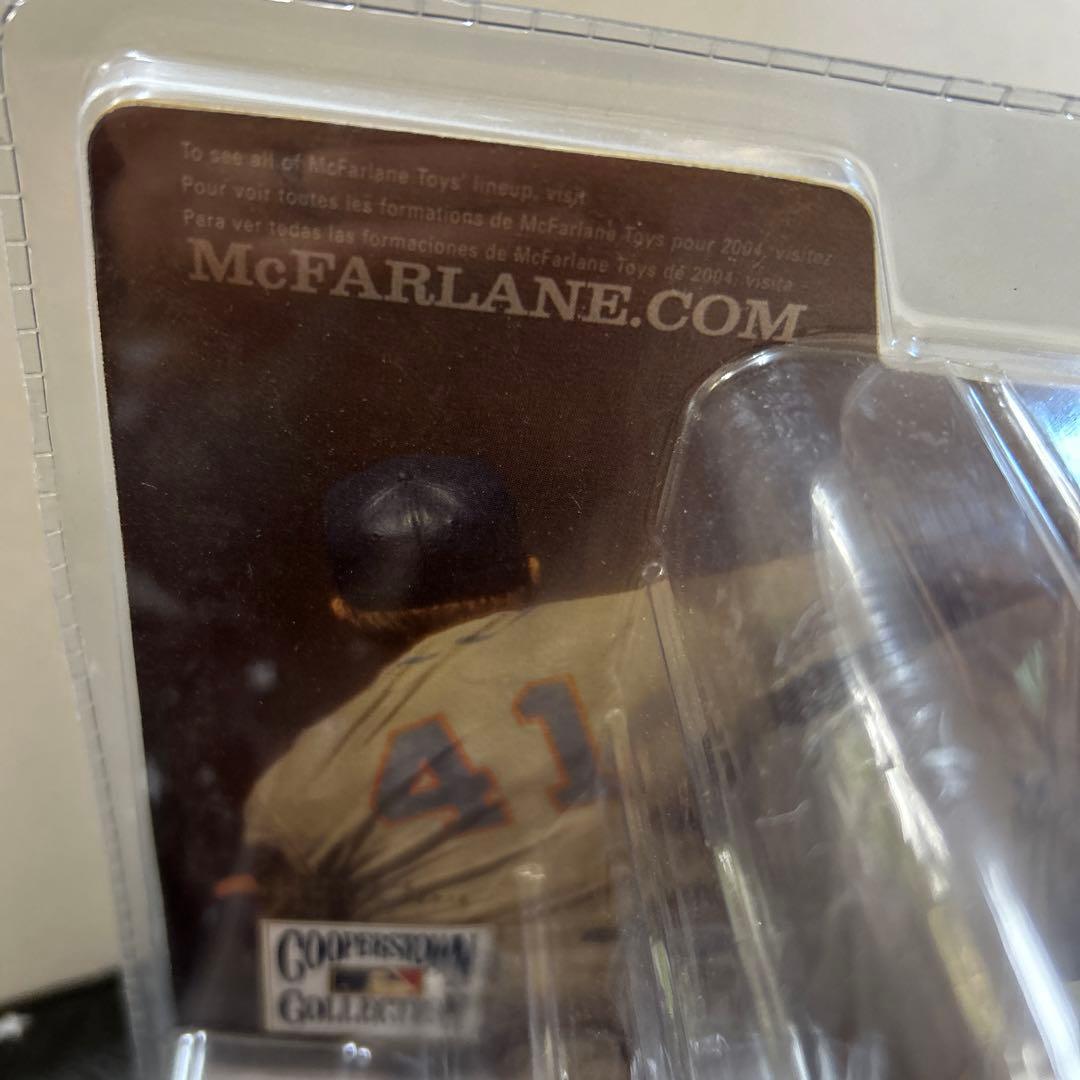 To see all of McFarlane Toys' lineup, visit
Pour voir toutes les formations de McFarlane Toys pour 2004, visitez
Para ver todas las formaciones de McFarlane Toys de 2004, visita
McFARLANE.COM
41
COOPERSTOWN
COLLECTION